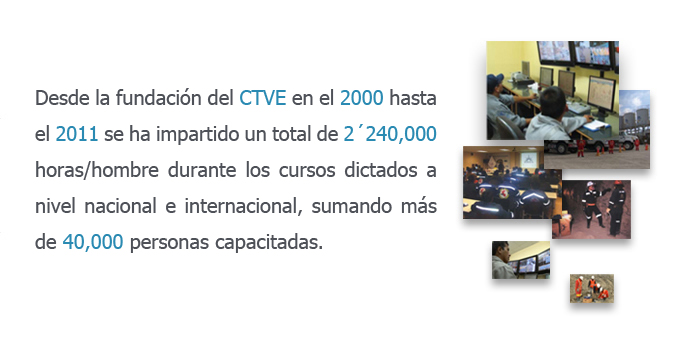 Desde la fundación del CTVE en el 2000 hasta
el 2011 se ha impartido un total de 2´240,000
horas/hombre durante los cursos dictados a
nivel nacional e internacional, sumando más
de 40,000 personas capacitadas.